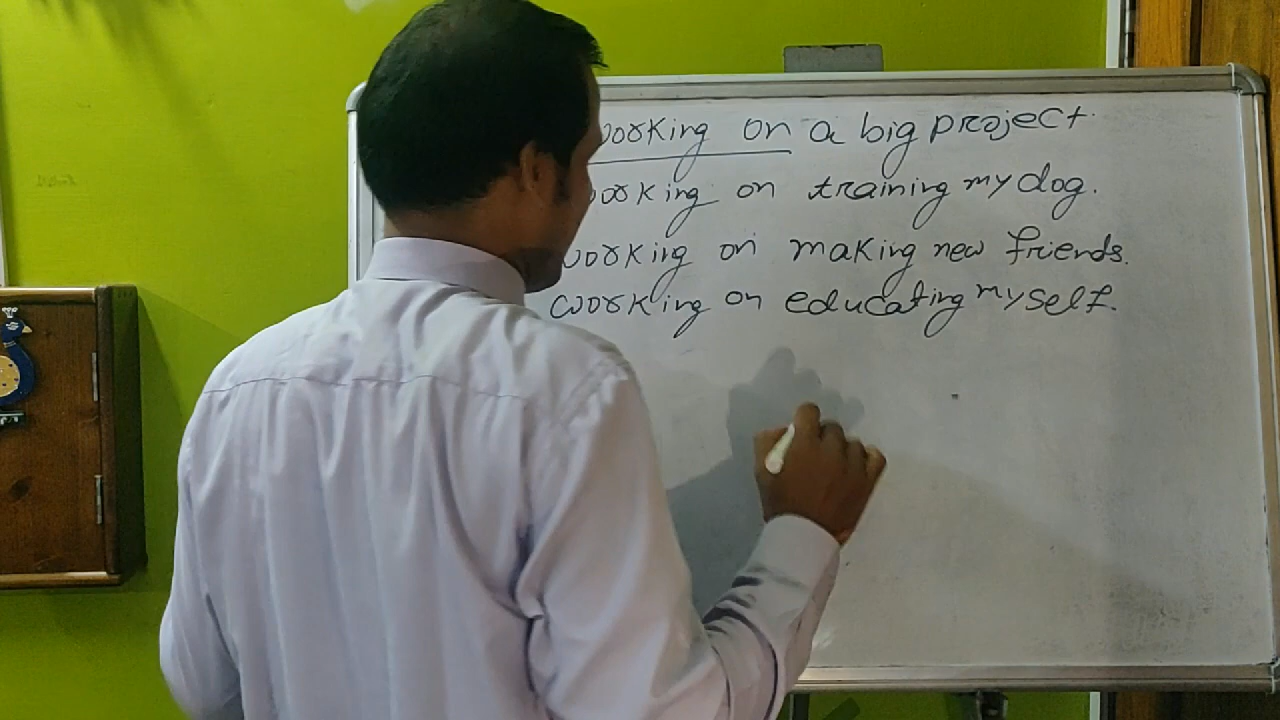 working on a big project.
working on training my dog.
working on making new friends.
working on educating myself.